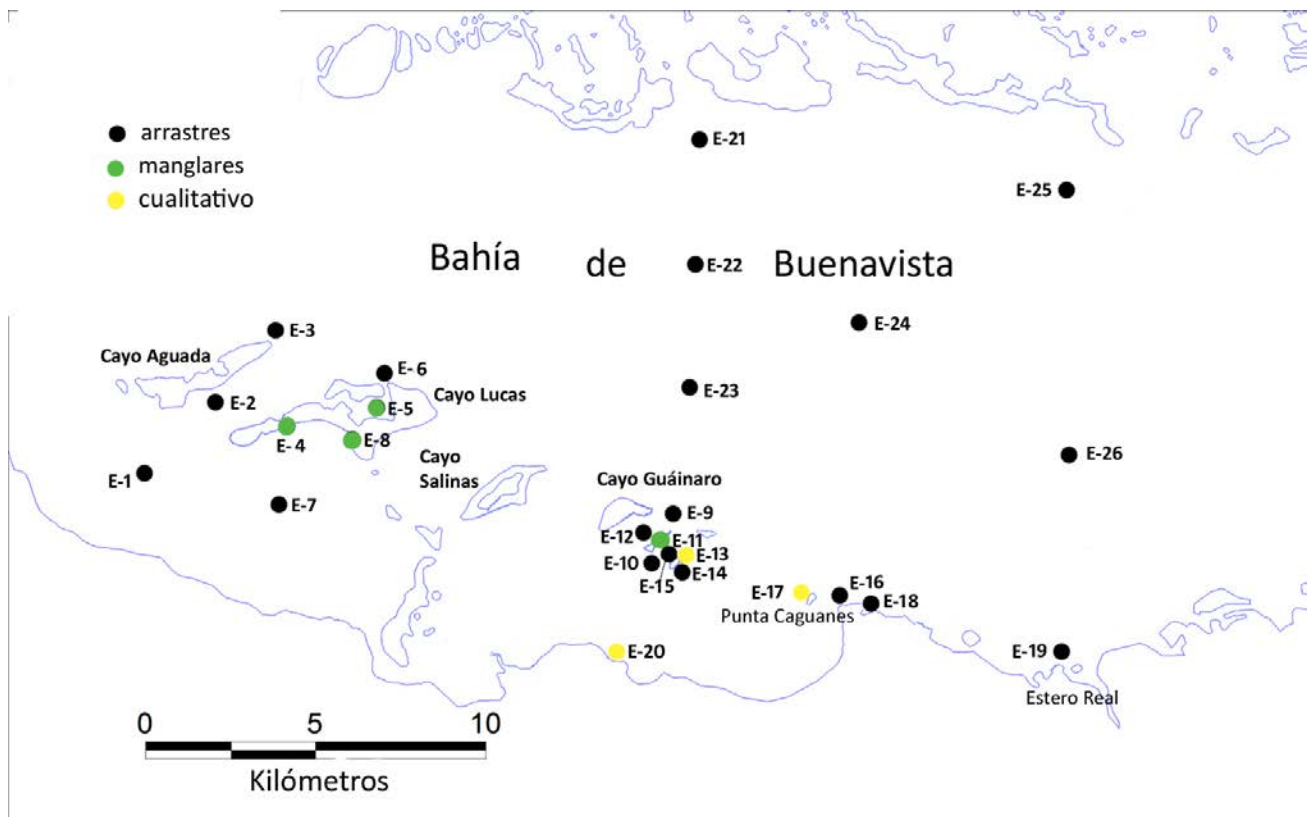 E-21
arrastres
manglares
cualitativo
E-25
Bahía de Buenavista
E-22
E-3
E-24
Cayo Aguada
E- 6
Cayo Lucas
E-23
E-2
E-5
E- 4
E-8
E-26
Cayo
Salinas
E-1
Cayo Guáinaro
E-7
E-9
E-12
E-11
E-13
E-10
E-14
E-15
E-17
E-16
E-18
Punta Caguanes
E-20
E-19
Estero Real
0 5 10
Kilómetros